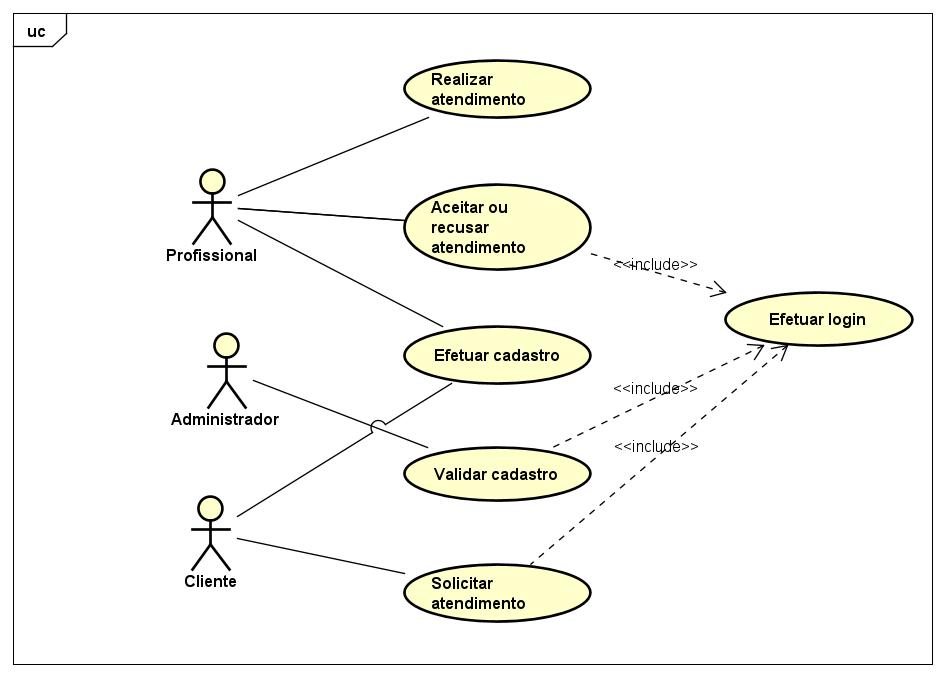 uc
Realizar
atendimento
Profissional
Aceitar ou
recusar
atendimento
<<include>>
Efetuar login
Administrador
Efetuar cadastro
<<include>>
Validar cadastro
<<include>>
Cliente
Solicitar
atendimento